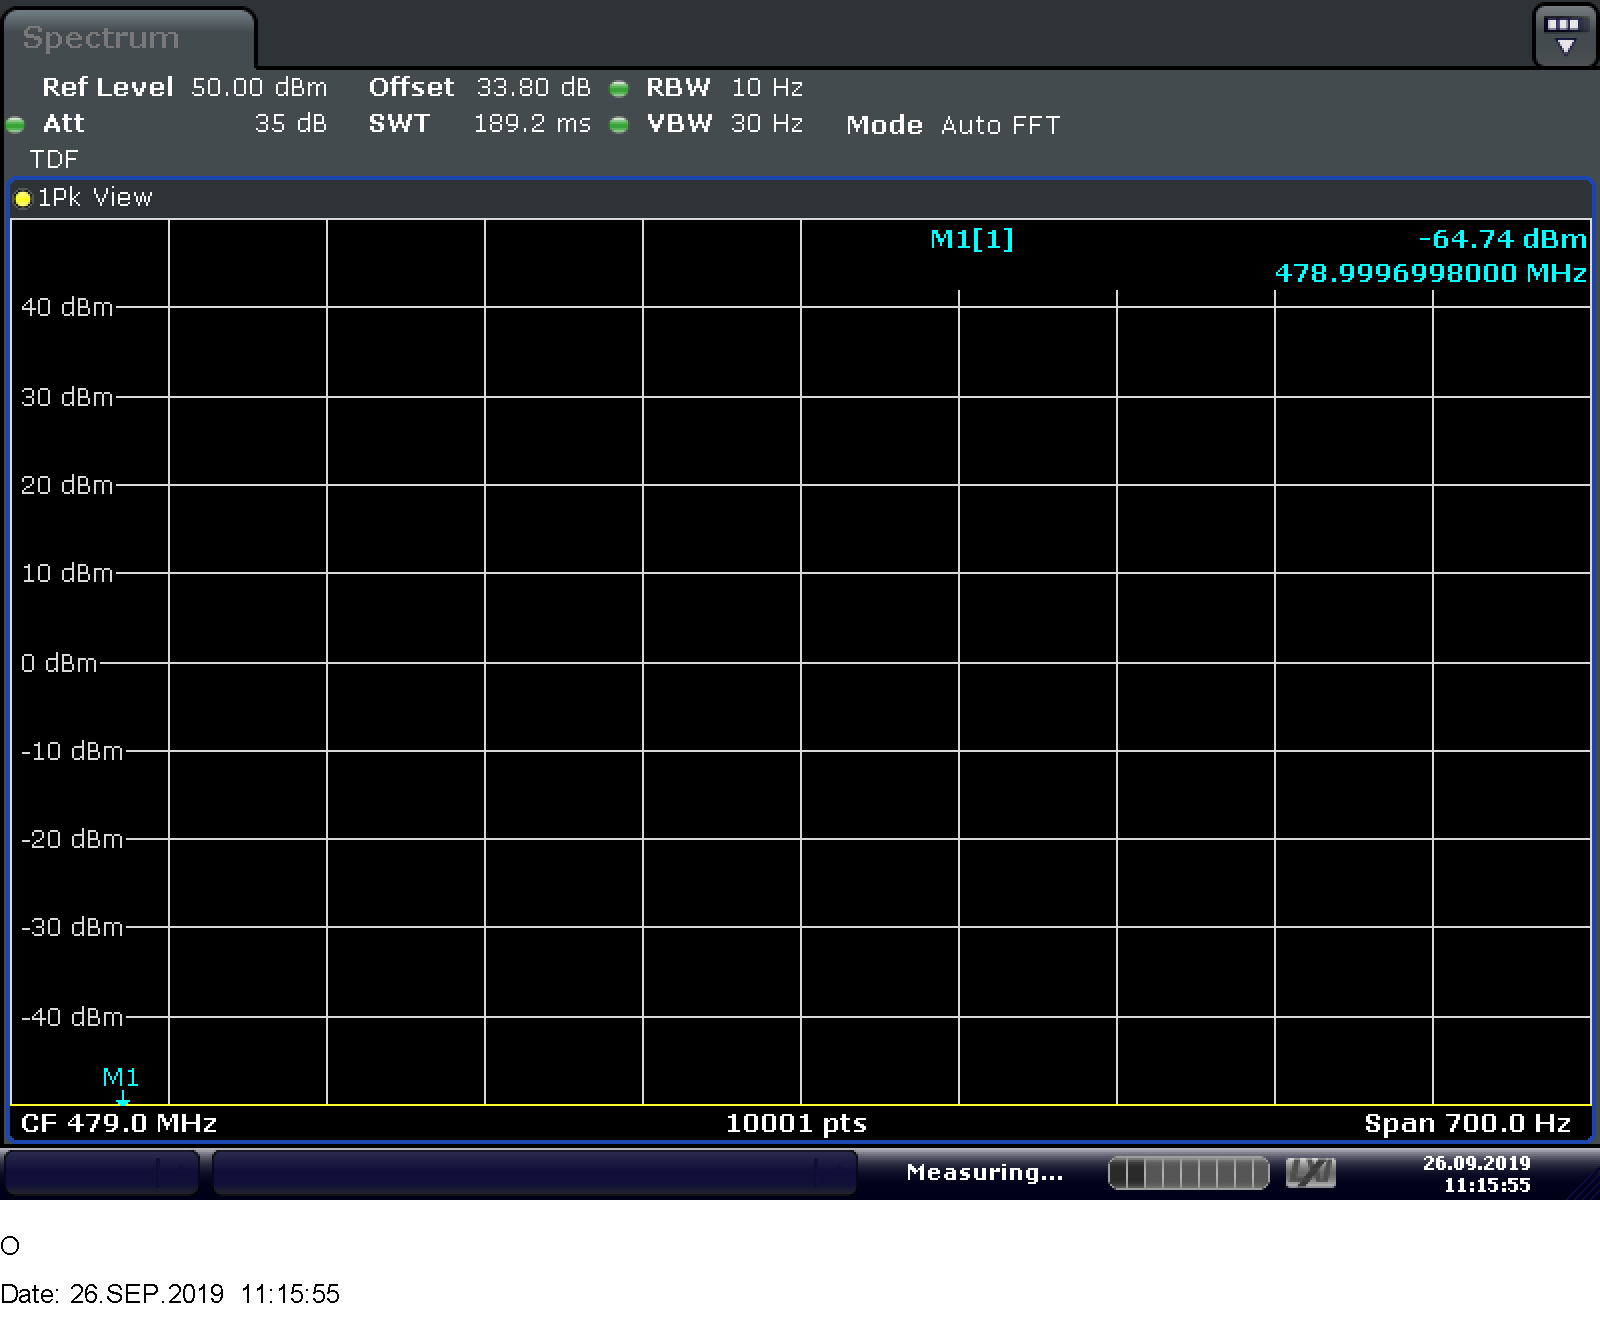 Spectrum
Ref Level 50.00 dBm Offset 33.80 dB RBW 10 Hz
Att 35 dB SWT 189.2 ms VBW 30 Hz Mode Auto FFT
TDF
1Pk View
M1[1] -64.74 dBm
478.9996998000 MHz
40 dBm
30 dBm
20 dBm
10 dBm
0 dBm
-10 dBm
-20 dBm
-30 dBm
-40 dBm
M1
CF 479.0 MHz 10001 pts Span 700.0 Hz
Measuring... LXI 26.09.2019
11:15:55
O
Date: 26.SEP.2019 11:15:55